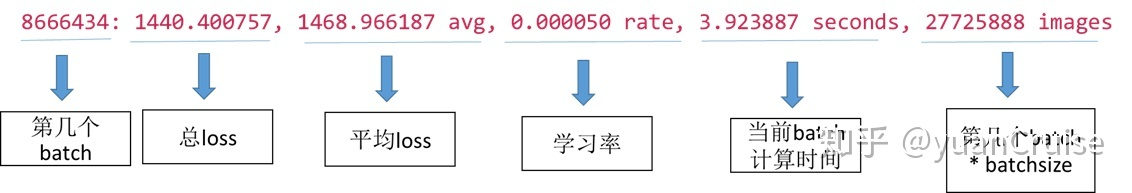 8666434: 1440.400757, 1468.966187 avg, 0.000050 rate, 3.923887 seconds, 27725888 images
第几个
batch
总loss
平均loss
学习率
当前batch
计算时间
第几个batch
* batchsize
知乎 @yuanCruise